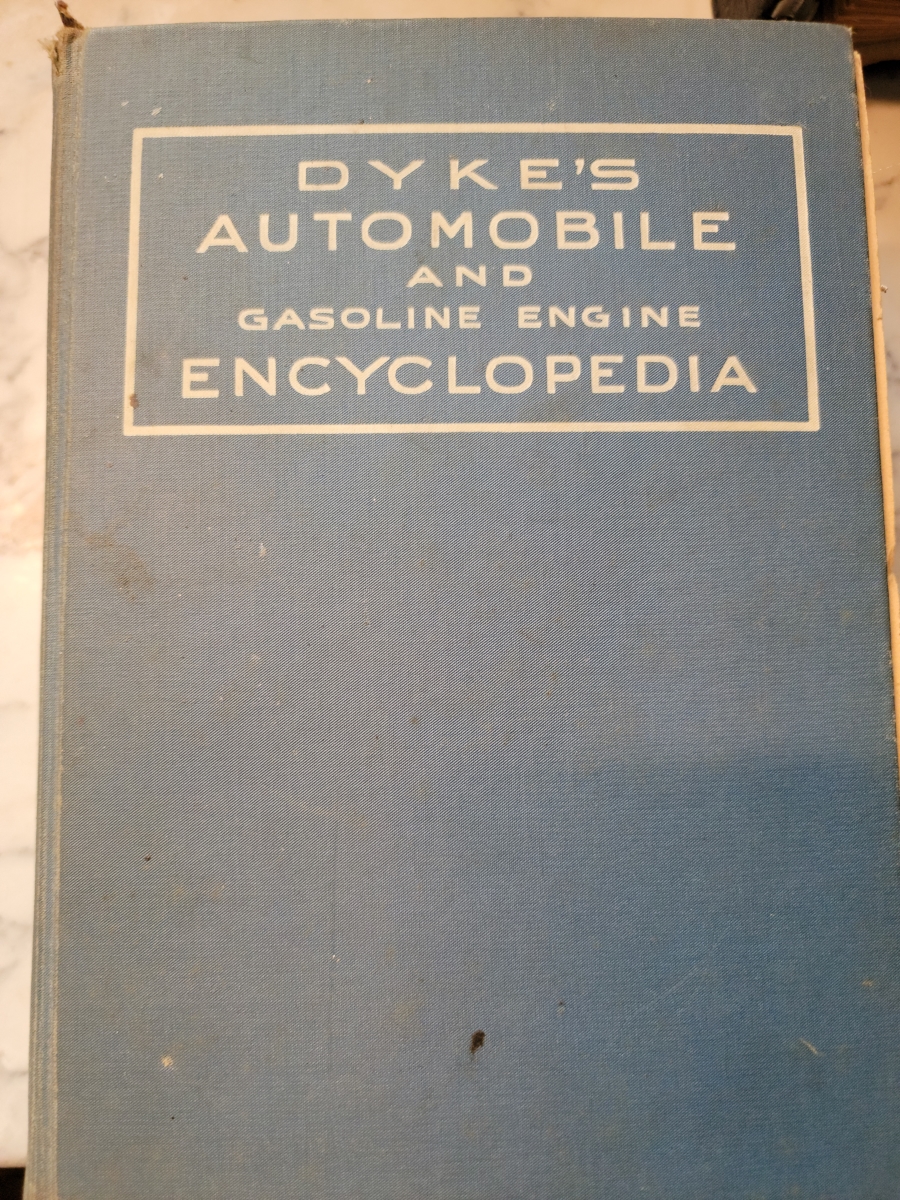 DYKE'S
AUTOMOBILE
AND
GASOLINE ENGINE
ENCYCLOPEDIA